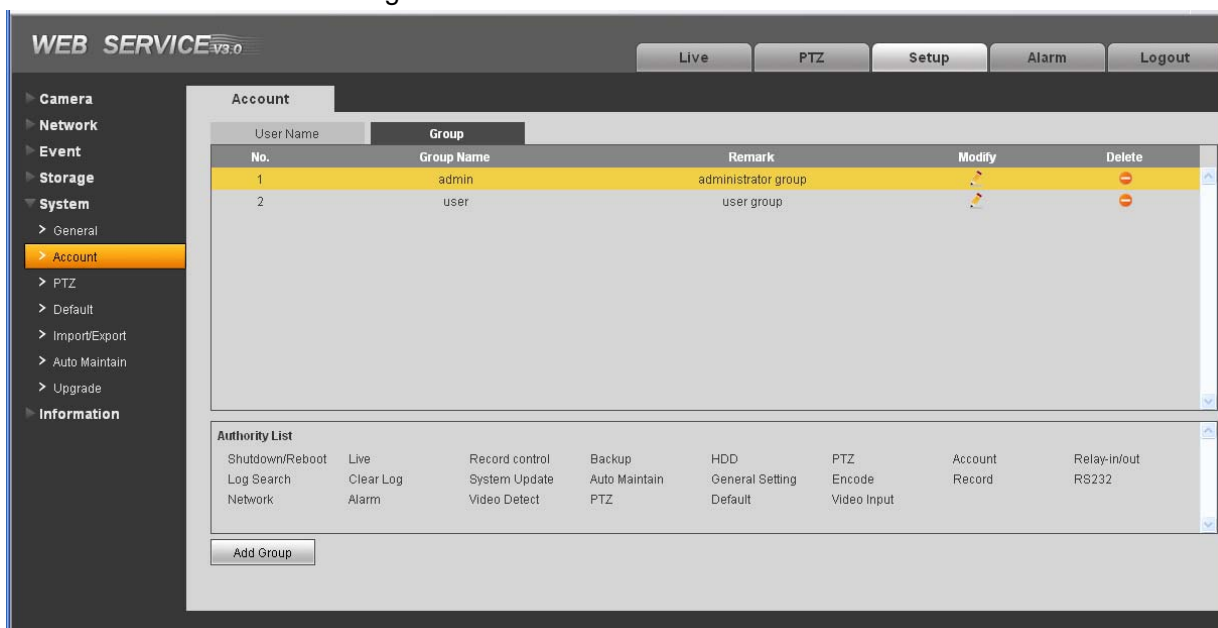 WEB SERVICE V3.0
Live PTZ Setup Alarm Logout
Camera
Network
Event
Storage
System
General
Account
PTZ
Default
Import/Export
Auto Maintain
Upgrade
Information
Account
User Name Group
No. Group Name Remark Modify Delete
1 admin administrator group
2 user user group
Authority List
Shutdown/Reboot Live Record control Backup HDD PTZ Account Relay-in/out
Log Search Clear Log System Update Auto Maintain General Setting Encode Record RS232
Network Alarm Video Detect PTZ Default Video Input
Add Group